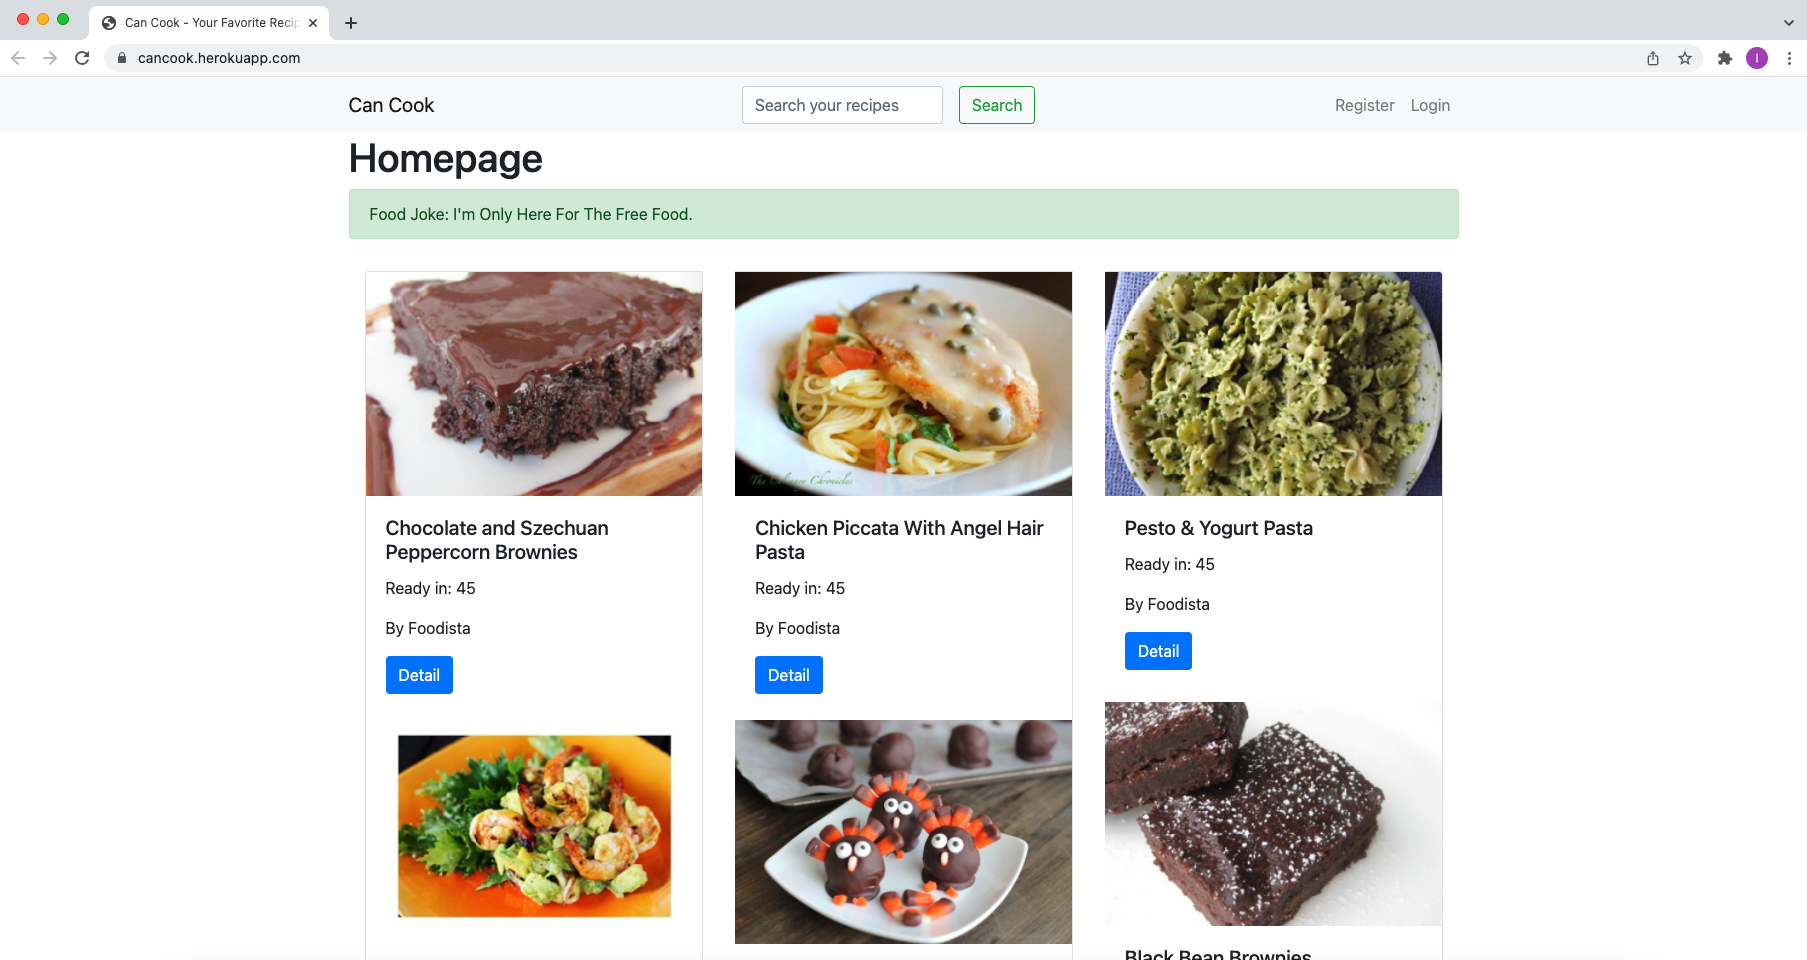 Can Cook - Your Favorite Recip
cancook.herokuapp.com
I
Can Cook
Search your recipes
Search
Register
Login
Homepage
Food Joke: I'm Only Here For The Free Food.
The Culinary Chronicles
Chocolate and Szechuan
Peppercorn Brownies
Ready in: 45
By Foodista
Detail
Chicken Piccata With Angel Hair
Pasta
Ready in: 45
By Foodista
Detail
Pesto & Yogurt Pasta
Ready in: 45
By Foodista
Detail
Black Bean Brownies